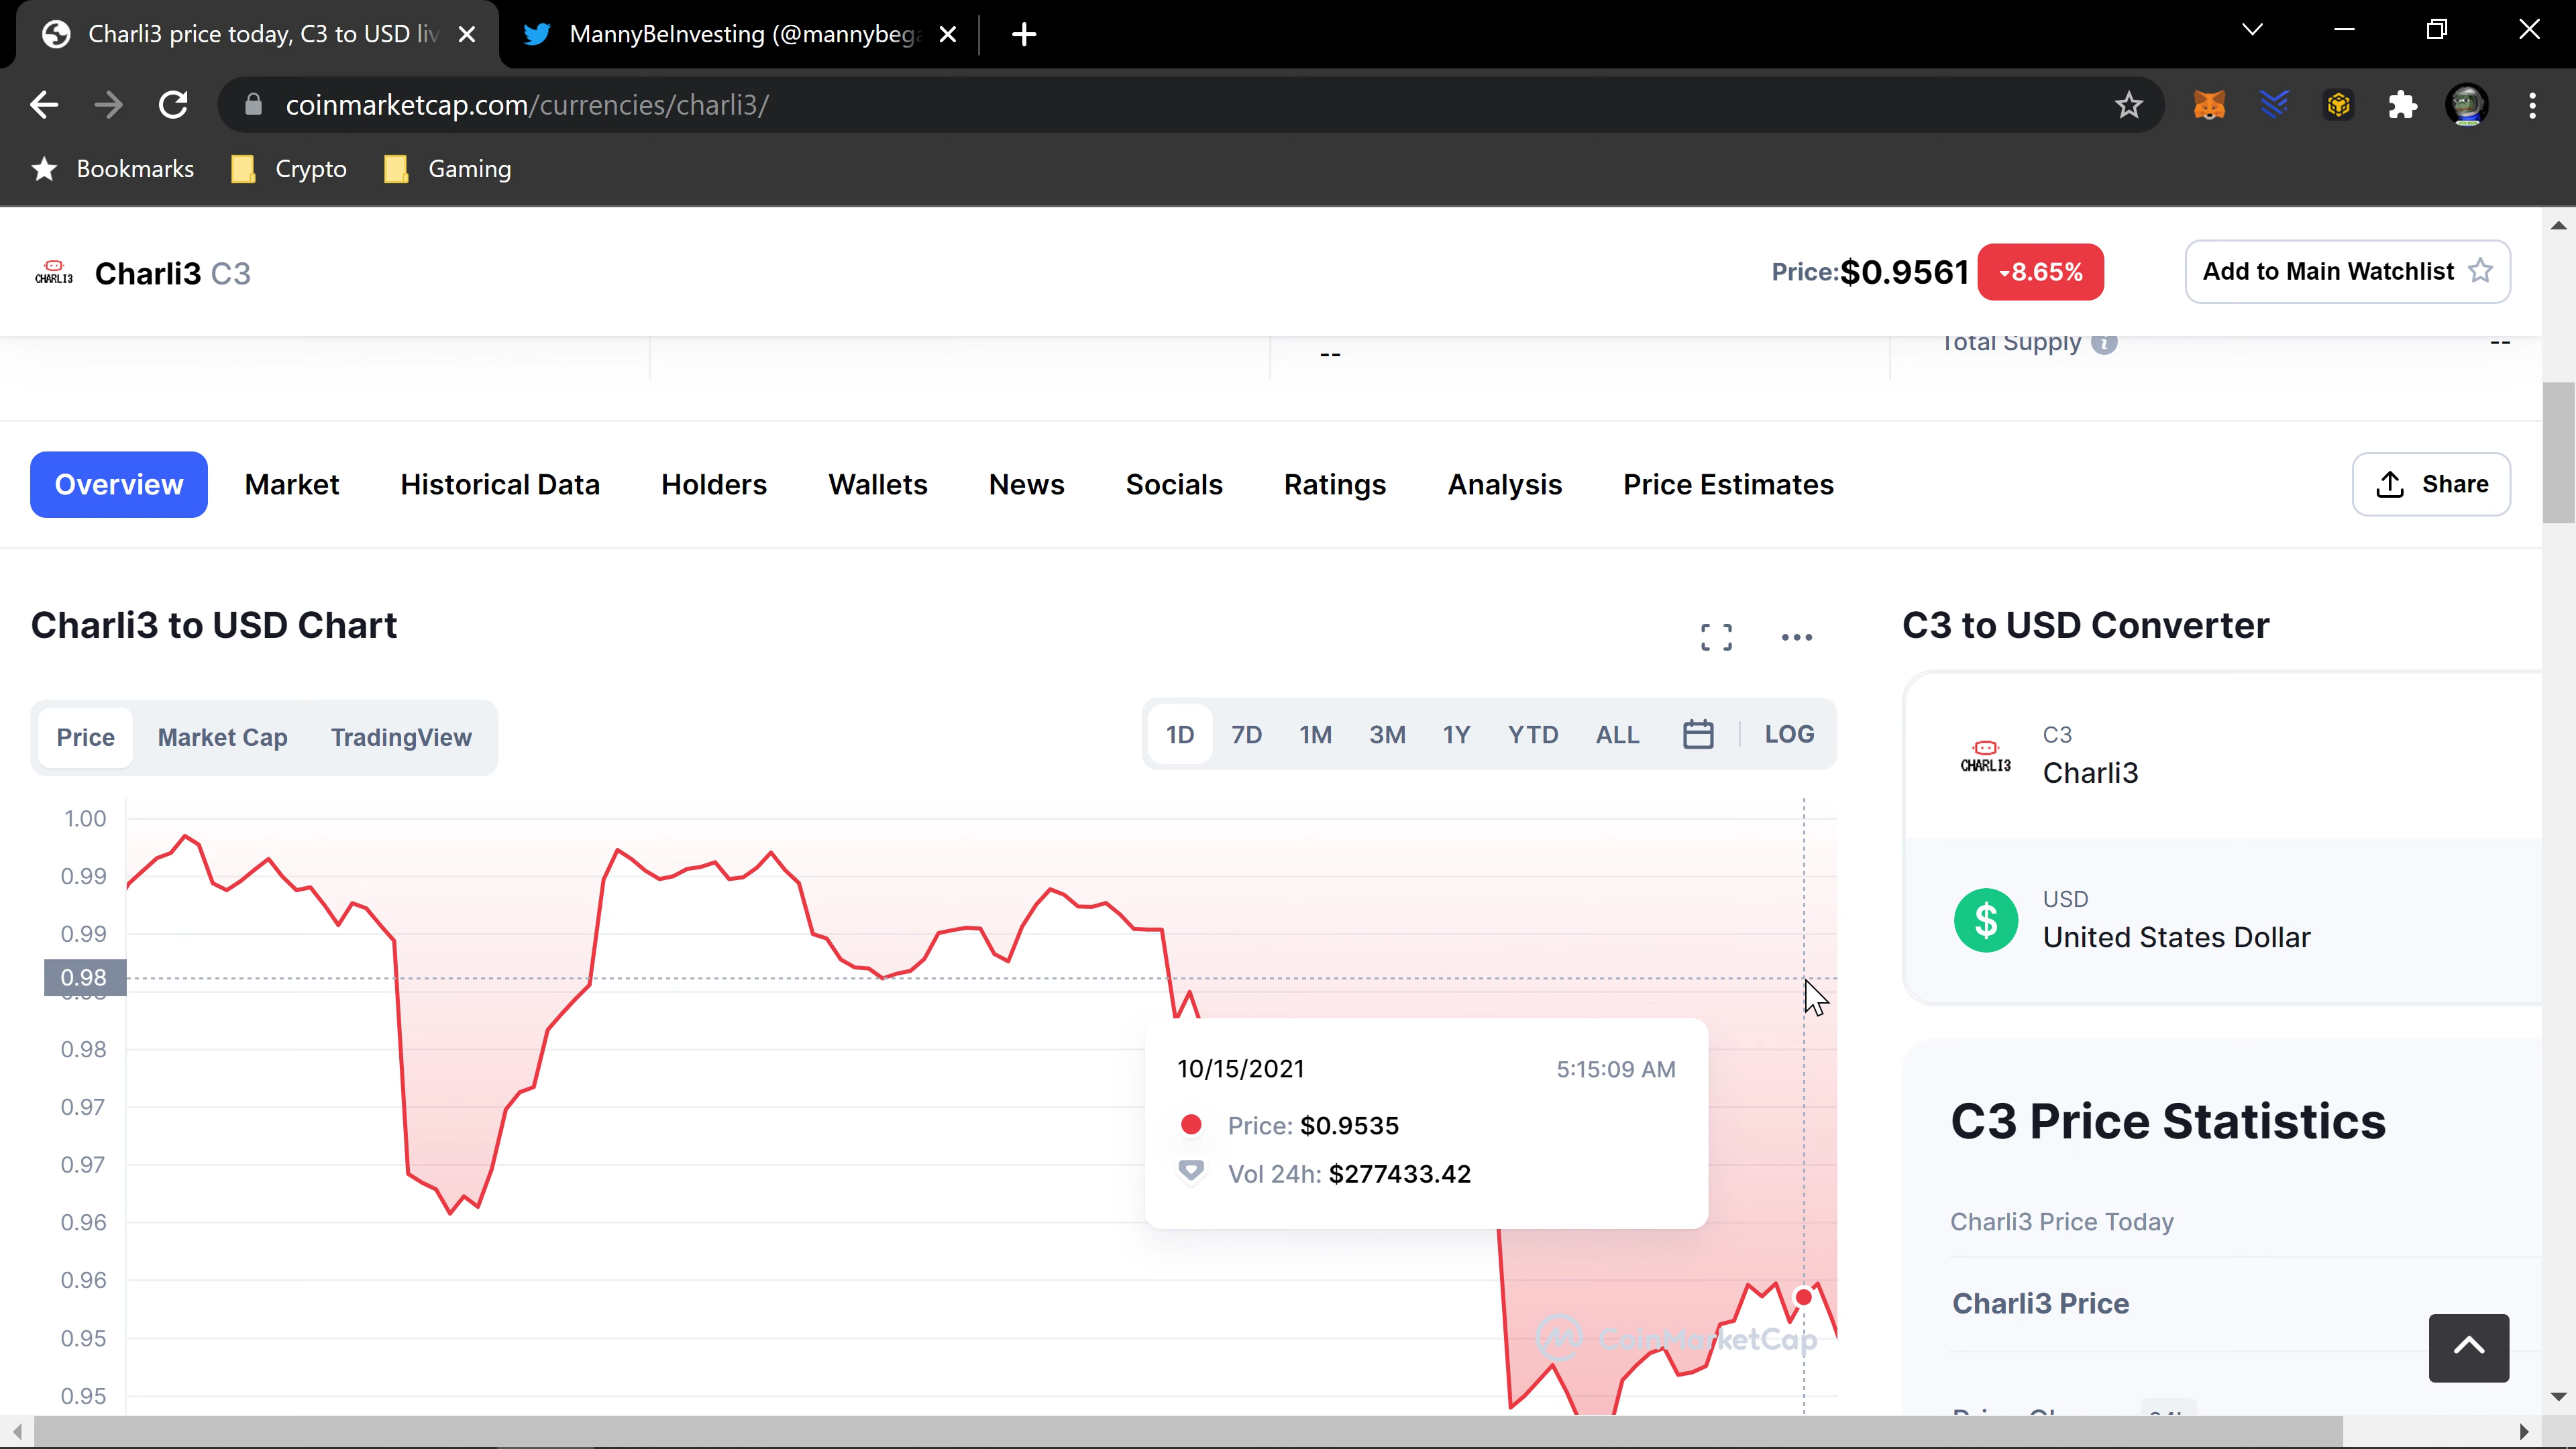 Charli3 price today, C3 to USD liv
MannyBeInvesting (@mannybega
coinmarketcap.com/currencies/charli3/
Bookmarks Crypto Gaming
CHARLI3 Charli3 C3
Price:$0.9561 8.65% Add to Main Watchlist
-- Total Supply --
Overview Market Historical Data Holders Wallets News Socials Ratings Analysis Price Estimates Share
Charli3 to USD Chart
C3 to USD Converter
Price Market Cap TradingView
1D 7D 1M 3M 1Y YTD ALL LOG
C3
CHARLI3 Charli3
USD
$ United States Dollar
1.00
0.99
0.99
0.98
0.98
0.97
0.97
0.96
0.96
0.95
0.95
10/15/2021 5:15:09 AM
Price: $0.9535
Vol 24h: $277433.42
CoinMarketCap
C3 Price Statistics
Charli3 Price Today
Charli3 Price